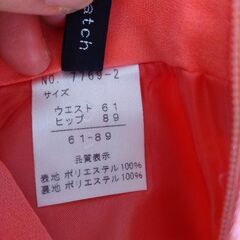 atch
NO. 7769-2
サイズ
ウエスト 61
ヒップ 89
61-89
品質表示
表地 ポリエステル100%
裏地 ポリエステル100%